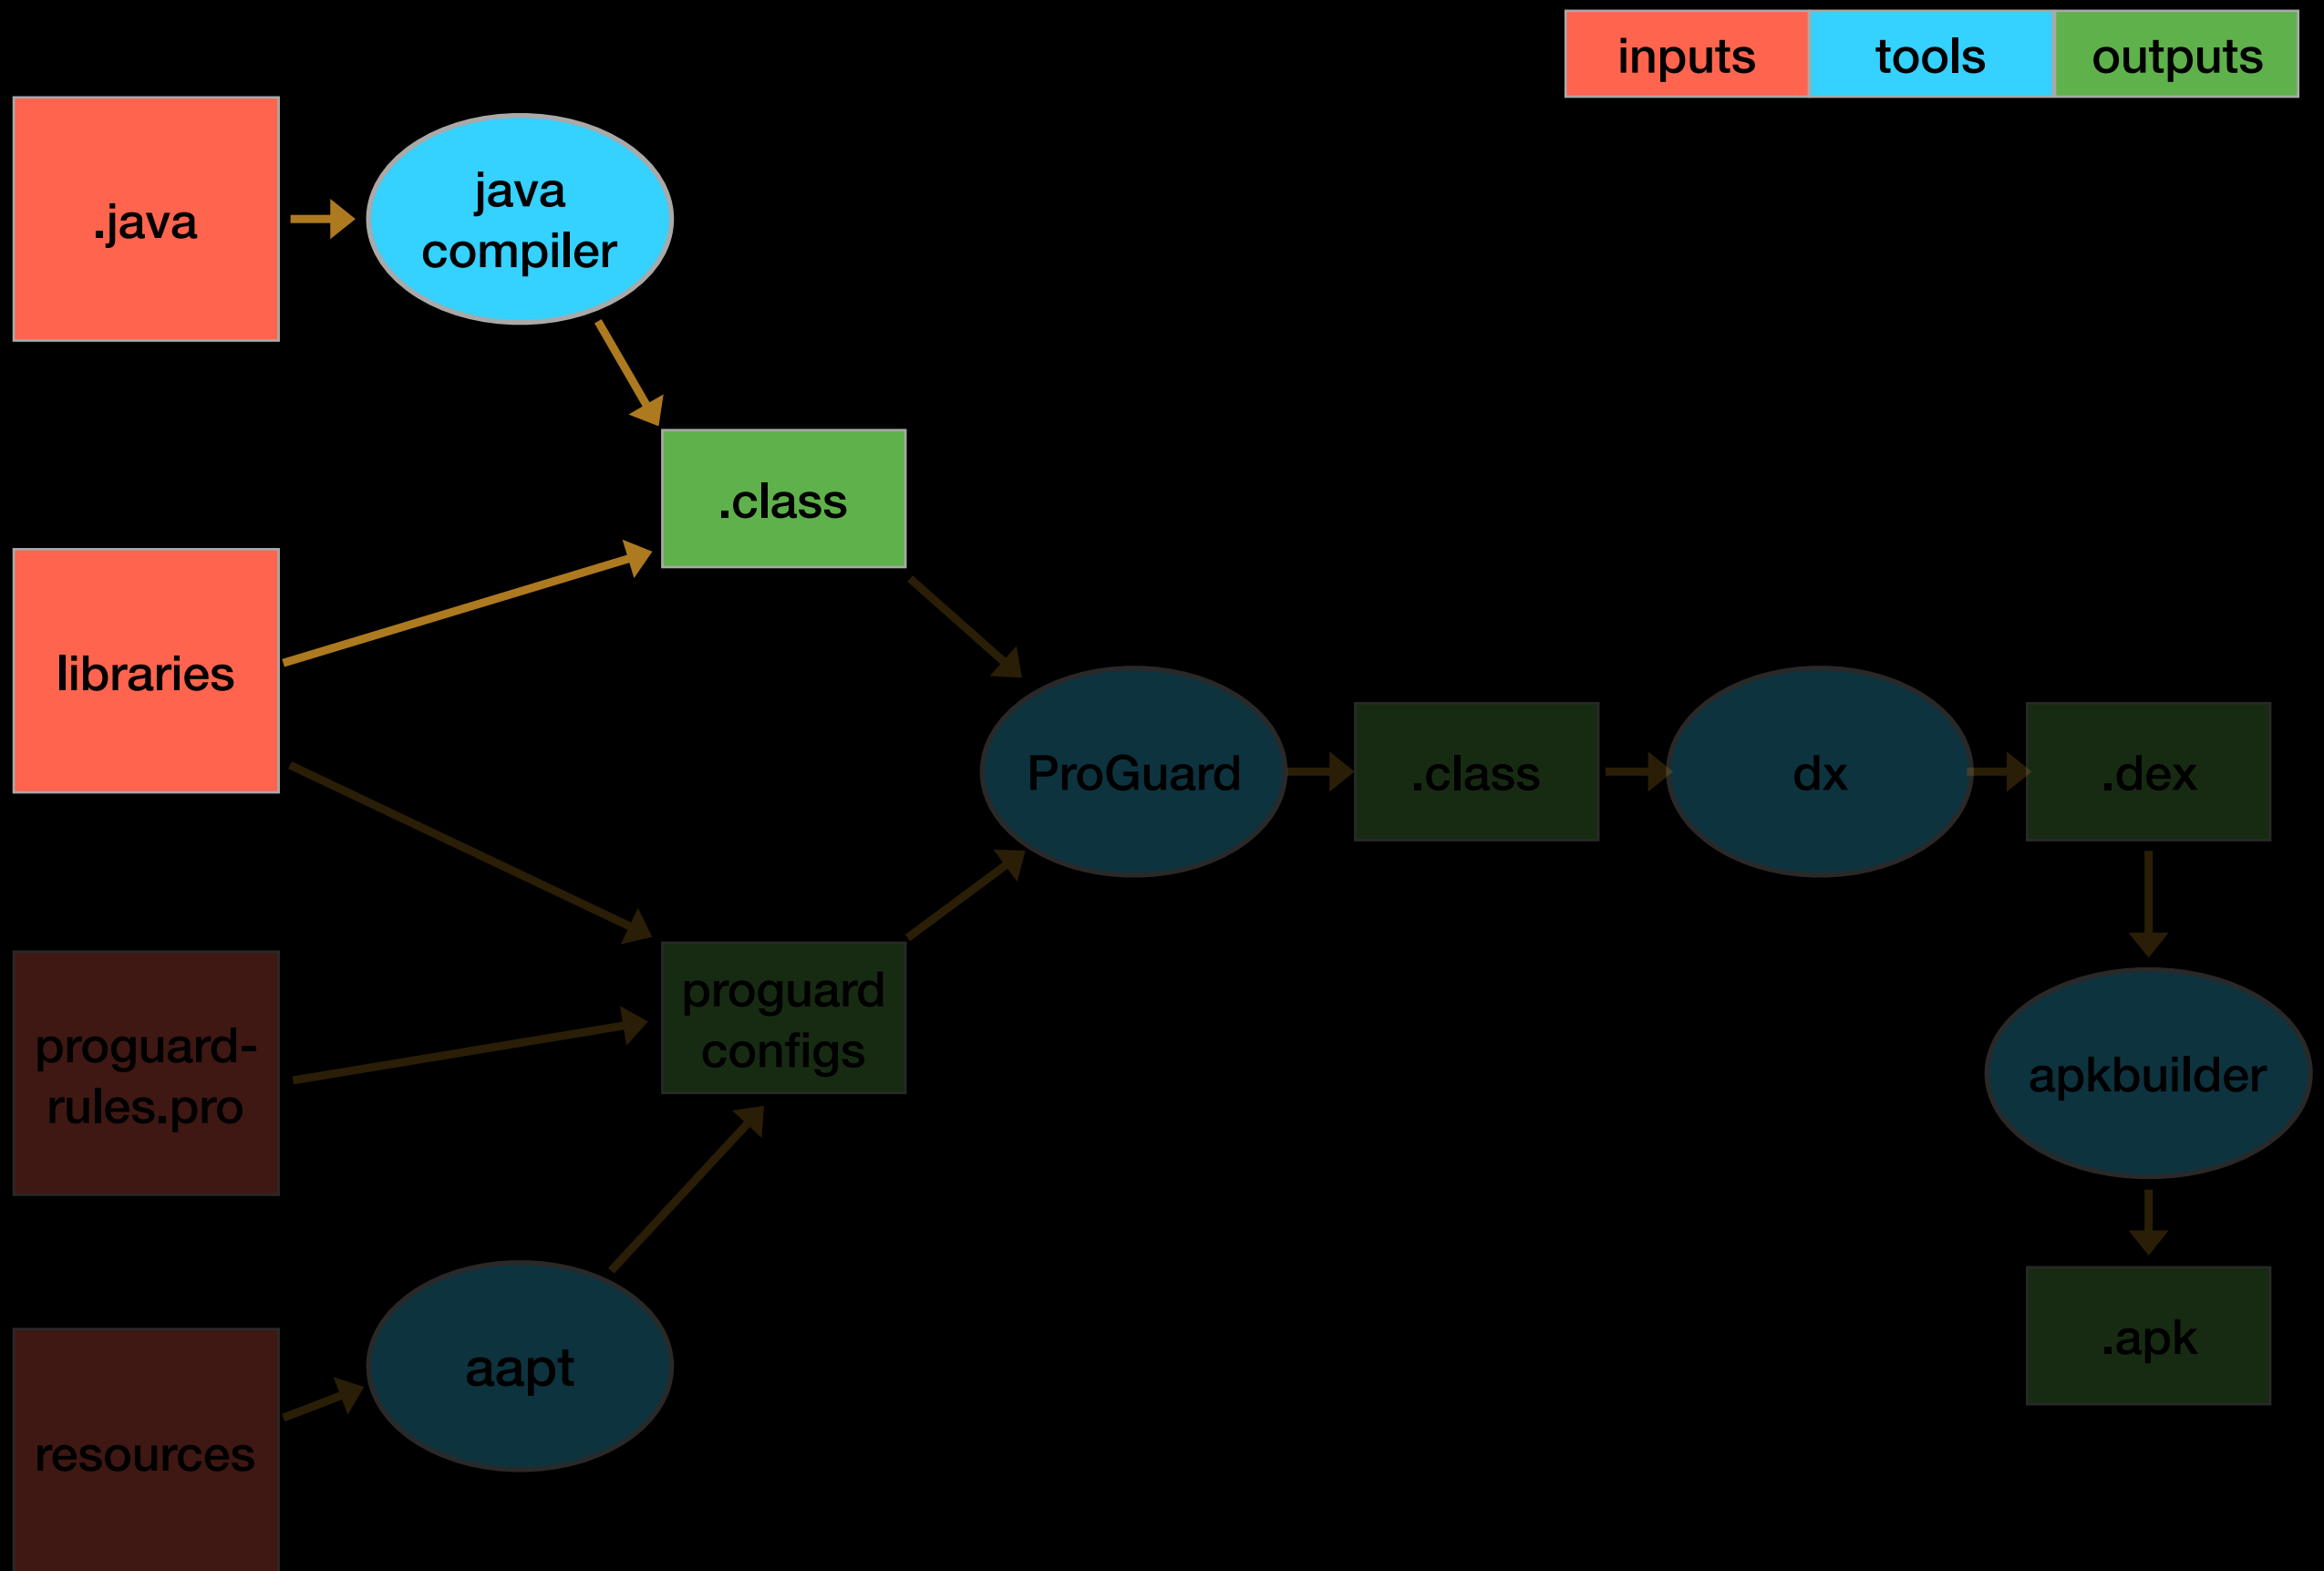 inputs
tools
outputs
.java
java
compiler
.class
libraries
ProGuard
.class
dx
.dex
proguard
configs
proguard-
rules.pro
apkbuilder
aapt
.apk
resources